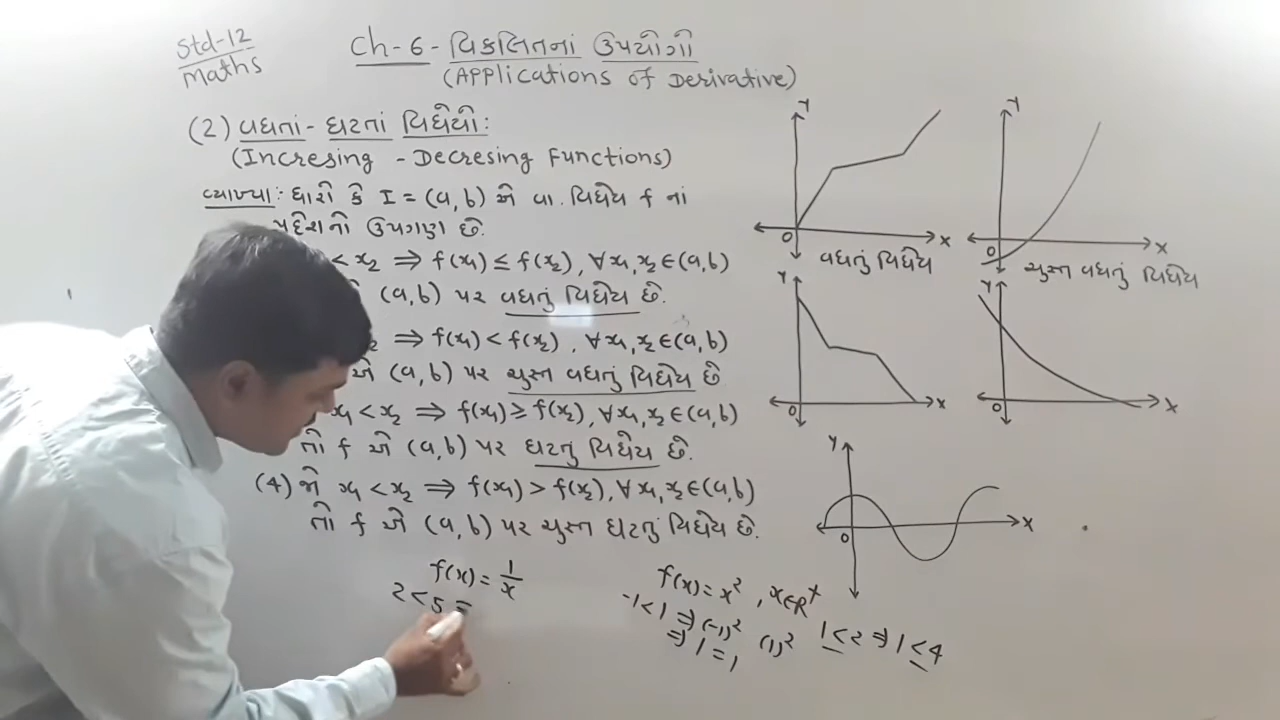 Std-12
Maths
Ch-6-વિકલિતનાં ઉપયોગો
(Applications of Derivative)
(2) વધતાં-ઘટતાં વિધેયો:
(Incresing - Decresing Functions)
વ્યાખ્યા: ધારો કે I = (a, b) એ વા. વિધેય f નાં
પ્રદેશનો ઉપગણ છે.
< x₂ ⇒ f(x₁) ≤ f(x₂), ∀x₁, x₂ ∈ (a, b)
(a, b) પર વધતું વિધેય છે.
⇒ f(x₁) < f(x₂), ∀x₁, x₂ ∈ (a, b)
એ (a, b) પર ચુસ્ત વધતું વિધેય છે
x₁ < x₂ ⇒ f(x₁) ≥ f(x₂), ∀x₁, x₂ ∈ (a, b)
તો f એ (a, b) પર ઘટતું વિધેય છે.
(4) જો x₁ < x₂ ⇒ f(x₁) > f(x₂), ∀x₁, x₂ ∈ (a, b)
તો f એ (a, b) પર ચુસ્ત ઘટતું વિધેય છે.
f(x) = 1/x
2 < 5 =
f(x) = x², x∈R⁺
-1 < 1 ⇒ (-1)² (1)²
⇒ 1 = 1
1 < 2 ⇒ 1 < 4
Y
O
X
વધતું વિધેય
Y
O
X
ચુસ્ત વધતું વિધેય
Y
O
X
Y
O
X
Y
O
X